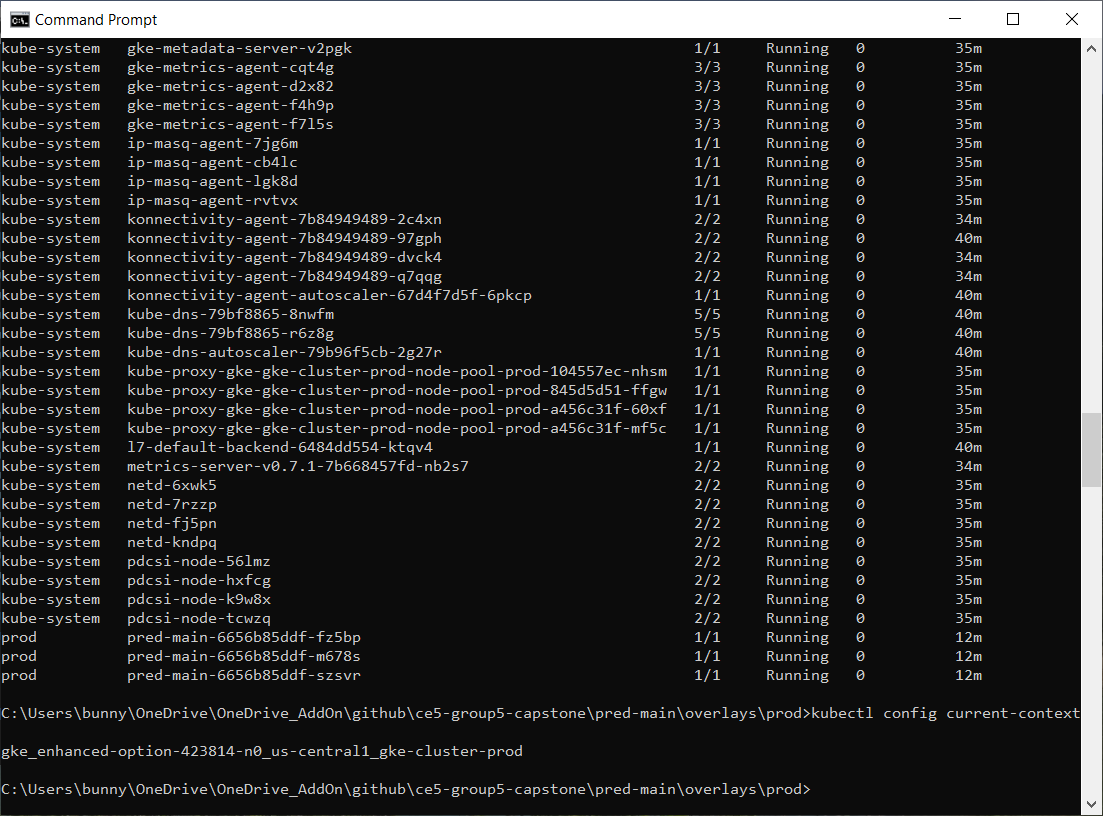 Command Prompt
kube-system gke-metadata-server-v2pgk 1/1 Running 0 35m
kube-system gke-metrics-agent-cqt4g 3/3 Running 0 35m
kube-system gke-metrics-agent-d2x82 3/3 Running 0 35m
kube-system gke-metrics-agent-f4h9p 3/3 Running 0 35m
kube-system gke-metrics-agent-f7l5s 3/3 Running 0 35m
kube-system ip-masq-agent-7jg6m 1/1 Running 0 35m
kube-system ip-masq-agent-cb4lc 1/1 Running 0 35m
kube-system ip-masq-agent-lgk8d 1/1 Running 0 35m
kube-system ip-masq-agent-rvtvx 1/1 Running 0 35m
kube-system konnectivity-agent-7b84949489-2c4xn 2/2 Running 0 34m
kube-system konnectivity-agent-7b84949489-97gph 2/2 Running 0 40m
kube-system konnectivity-agent-7b84949489-dvck4 2/2 Running 0 34m
kube-system konnectivity-agent-7b84949489-q7qqg 2/2 Running 0 34m
kube-system konnectivity-agent-autoscaler-67d4f7d5f-6pkcp 1/1 Running 0 40m
kube-system kube-dns-79bf8865-8nwfm 5/5 Running 0 40m
kube-system kube-dns-79bf8865-r6z8g 5/5 Running 0 40m
kube-system kube-dns-autoscaler-79b96f5cb-2g27r 1/1 Running 0 40m
kube-system kube-proxy-gke-gke-cluster-prod-node-pool-prod-104557ec-nhsm 1/1 Running 0 35m
kube-system kube-proxy-gke-gke-cluster-prod-node-pool-prod-845d5d51-ffgw 1/1 Running 0 35m
kube-system kube-proxy-gke-gke-cluster-prod-node-pool-prod-a456c31f-60xf 1/1 Running 0 35m
kube-system kube-proxy-gke-gke-cluster-prod-node-pool-prod-a456c31f-mf5c 1/1 Running 0 35m
kube-system l7-default-backend-6484dd554-ktqv4 1/1 Running 0 40m
kube-system metrics-server-v0.7.1-7b668457fd-nb2s7 2/2 Running 0 34m
kube-system netd-6xwk5 2/2 Running 0 35m
kube-system netd-7rzzp 2/2 Running 0 35m
kube-system netd-fj5pn 2/2 Running 0 35m
kube-system netd-kndpq 2/2 Running 0 35m
kube-system pdcsi-node-56lmz 2/2 Running 0 35m
kube-system pdcsi-node-hxfcg 2/2 Running 0 35m
kube-system pdcsi-node-k9w8x 2/2 Running 0 35m
kube-system pdcsi-node-tcwzq 2/2 Running 0 35m
prod pred-main-6656b85ddf-fz5bp 1/1 Running 0 12m
prod pred-main-6656b85ddf-m678s 1/1 Running 0 12m
prod pred-main-6656b85ddf-szsvr 1/1 Running 0 12m
C:\Users\bunny\OneDrive\OneDrive_AddOn\github\ce5-group5-capstone\pred-main\overlays\prod>kubectl config current-context
gke_enhanced-option-423814-n0_us-central1_gke-cluster-prod
C:\Users\bunny\OneDrive\OneDrive_AddOn\github\ce5-group5-capstone\pred-main\overlays\prod>